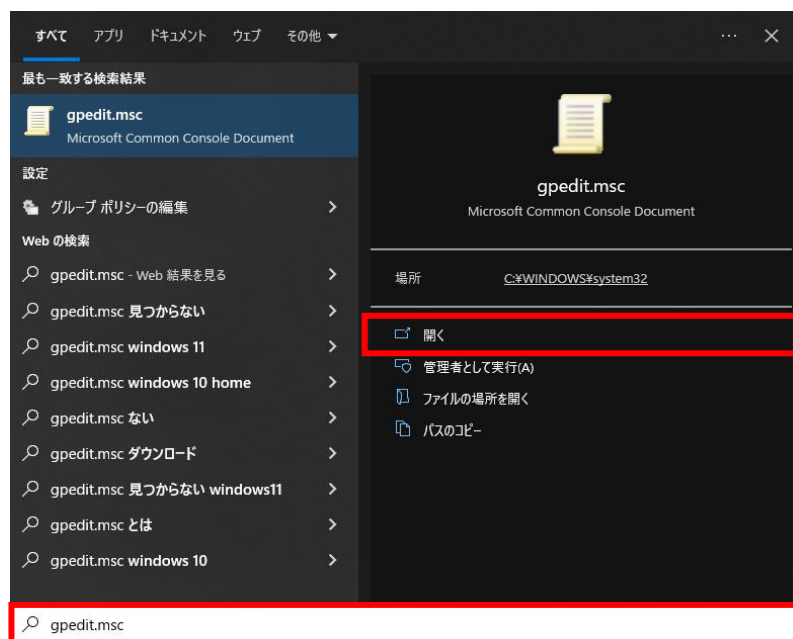 すべて アプリ ドキュメント ウェブ その他 ▼ ··· ×
最も一致する検索結果
gpedit.msc
Microsoft Common Console Document
設定
グループ ポリシーの編集
Web の検索
gpedit.msc - Web 結果を見る
gpedit.msc 見つからない
gpedit.msc windows 11
gpedit.msc windows 10 home
gpedit.msc ない
gpedit.msc ダウンロード
gpedit.msc 見つからない windows11
gpedit.msc とは
gpedit.msc windows 10
gpedit.msc
Microsoft Common Console Document
場所 C:¥WINDOWS¥system32
開く
管理者として実行(A)
ファイルの場所を開く
パスのコピー
gpedit.msc